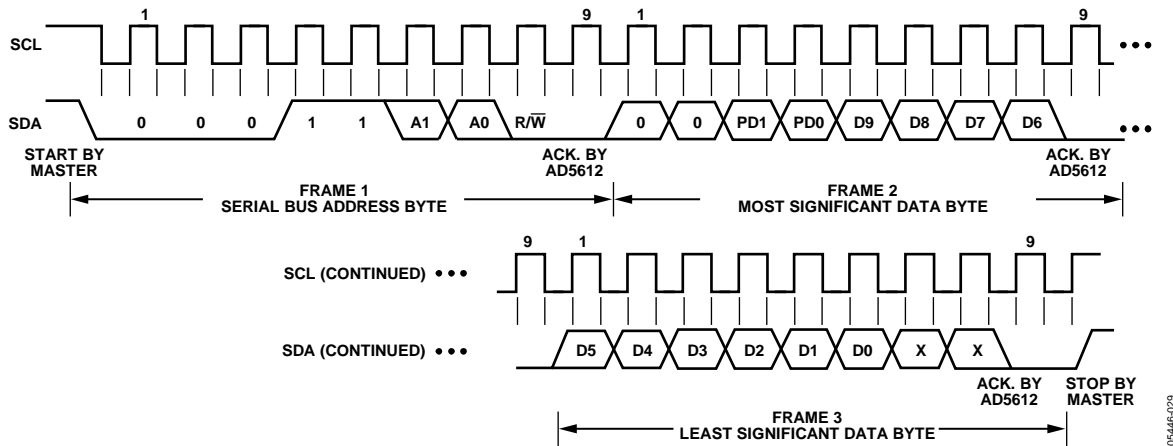 1 9 1 9
SCL
SDA 0 0 0 1 1 A1 A0 R/W̅ 0 0 PD1 PD0 D9 D8 D7 D6
START BY
MASTER
ACK. BY
AD5612
ACK. BY
AD5612
FRAME 1
SERIAL BUS ADDRESS BYTE
FRAME 2
MOST SIGNIFICANT DATA BYTE
9 1 9
SCL (CONTINUED)
SDA (CONTINUED) D5 D4 D3 D2 D1 D0 X X
ACK. BY
AD5612
STOP BY
MASTER
FRAME 3
LEAST SIGNIFICANT DATA BYTE
05446-029